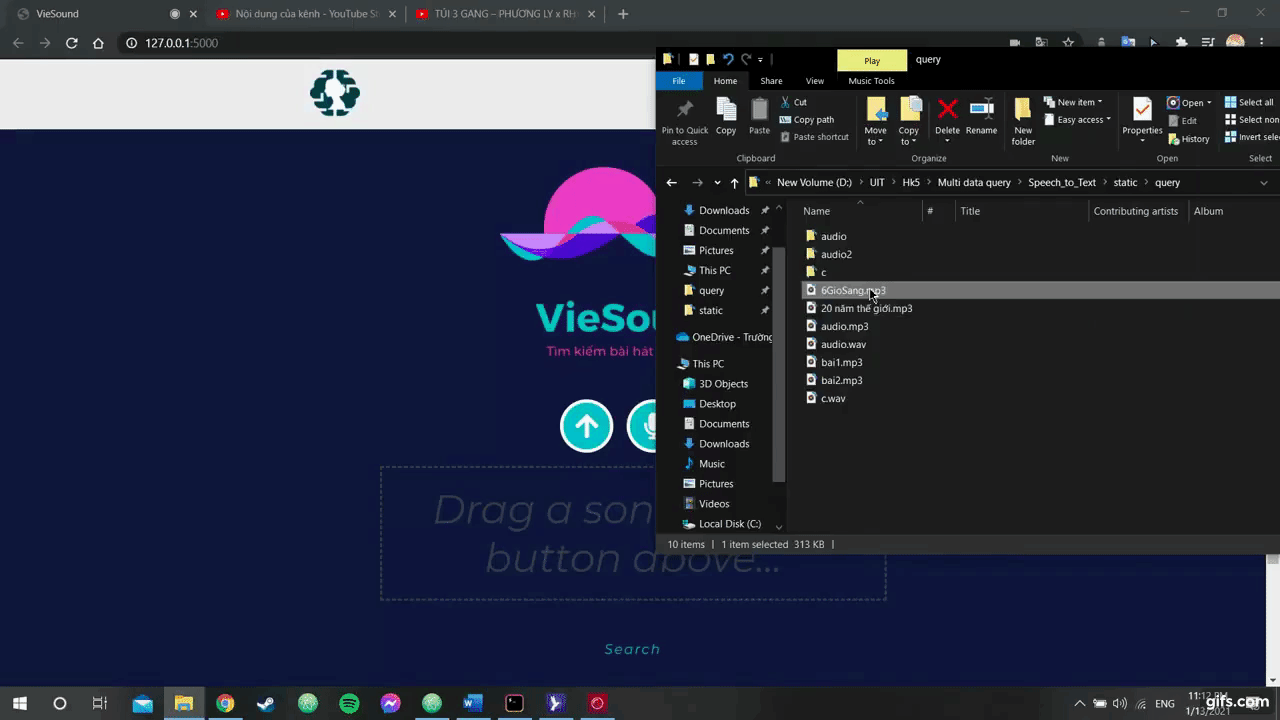 VieSound
Nội dung của kênh - YouTube St
TÚI 3 GANG – PHƯƠNG LY x RH
127.0.0.1:5000
Play
query
File
Home
Share
View
Music Tools
Pin to Quick access
Copy
Paste
Cut
Copy path
Paste shortcut
Move to
Copy to
Delete
Rename
New folder
New item
Easy access
Properties
Open
Edit
History
Select all
Select non
Invert selec
Clipboard
Organize
New
Open
Select
« New Volume (D:) > UIT > Hk5 > Multi data query > Speech_to_Text > static > query
Name
#
Title
Contributing artists
Album
Downloads
Documents
Pictures
This PC
query
static
OneDrive - Trường
This PC
3D Objects
Desktop
Documents
Downloads
Music
Pictures
Videos
Local Disk (C:)
audio
audio2
c
6GioSang.mp3
20 năm thế giới.mp3
audio.mp3
audio.wav
bai1.mp3
bai2.mp3
c.wav
10 items
1 item selected 313 KB
VieSou
Tìm kiếm bài hát
Drag a son
button above...
Search
ENG
11:12 PM
1/13/2021
gifs.com